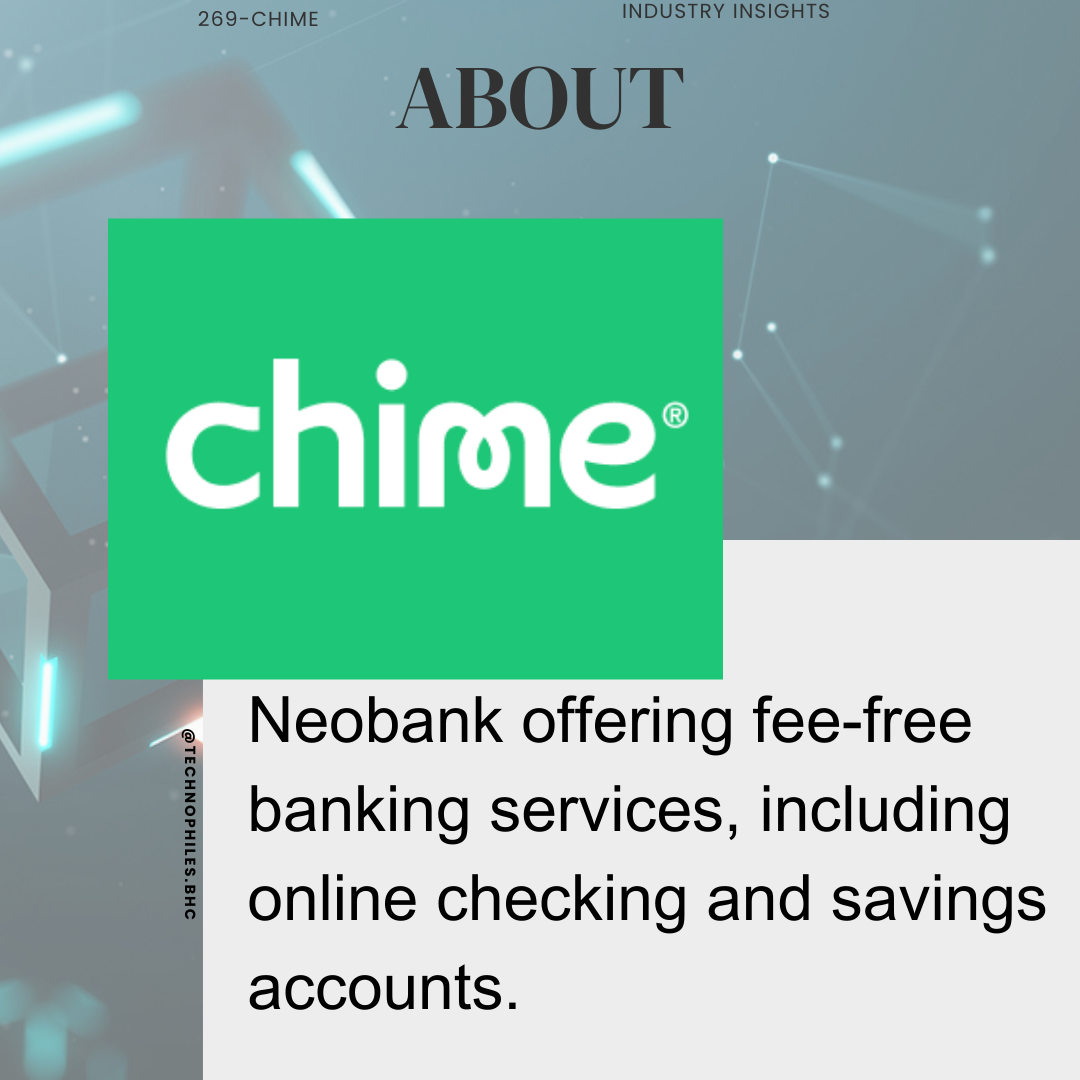 269-CHIME
INDUSTRY INSIGHTS
ABOUT
chime®
Neobank offering fee-free
banking services, including
online checking and savings
accounts.
@TECHNOPHILES.BHC